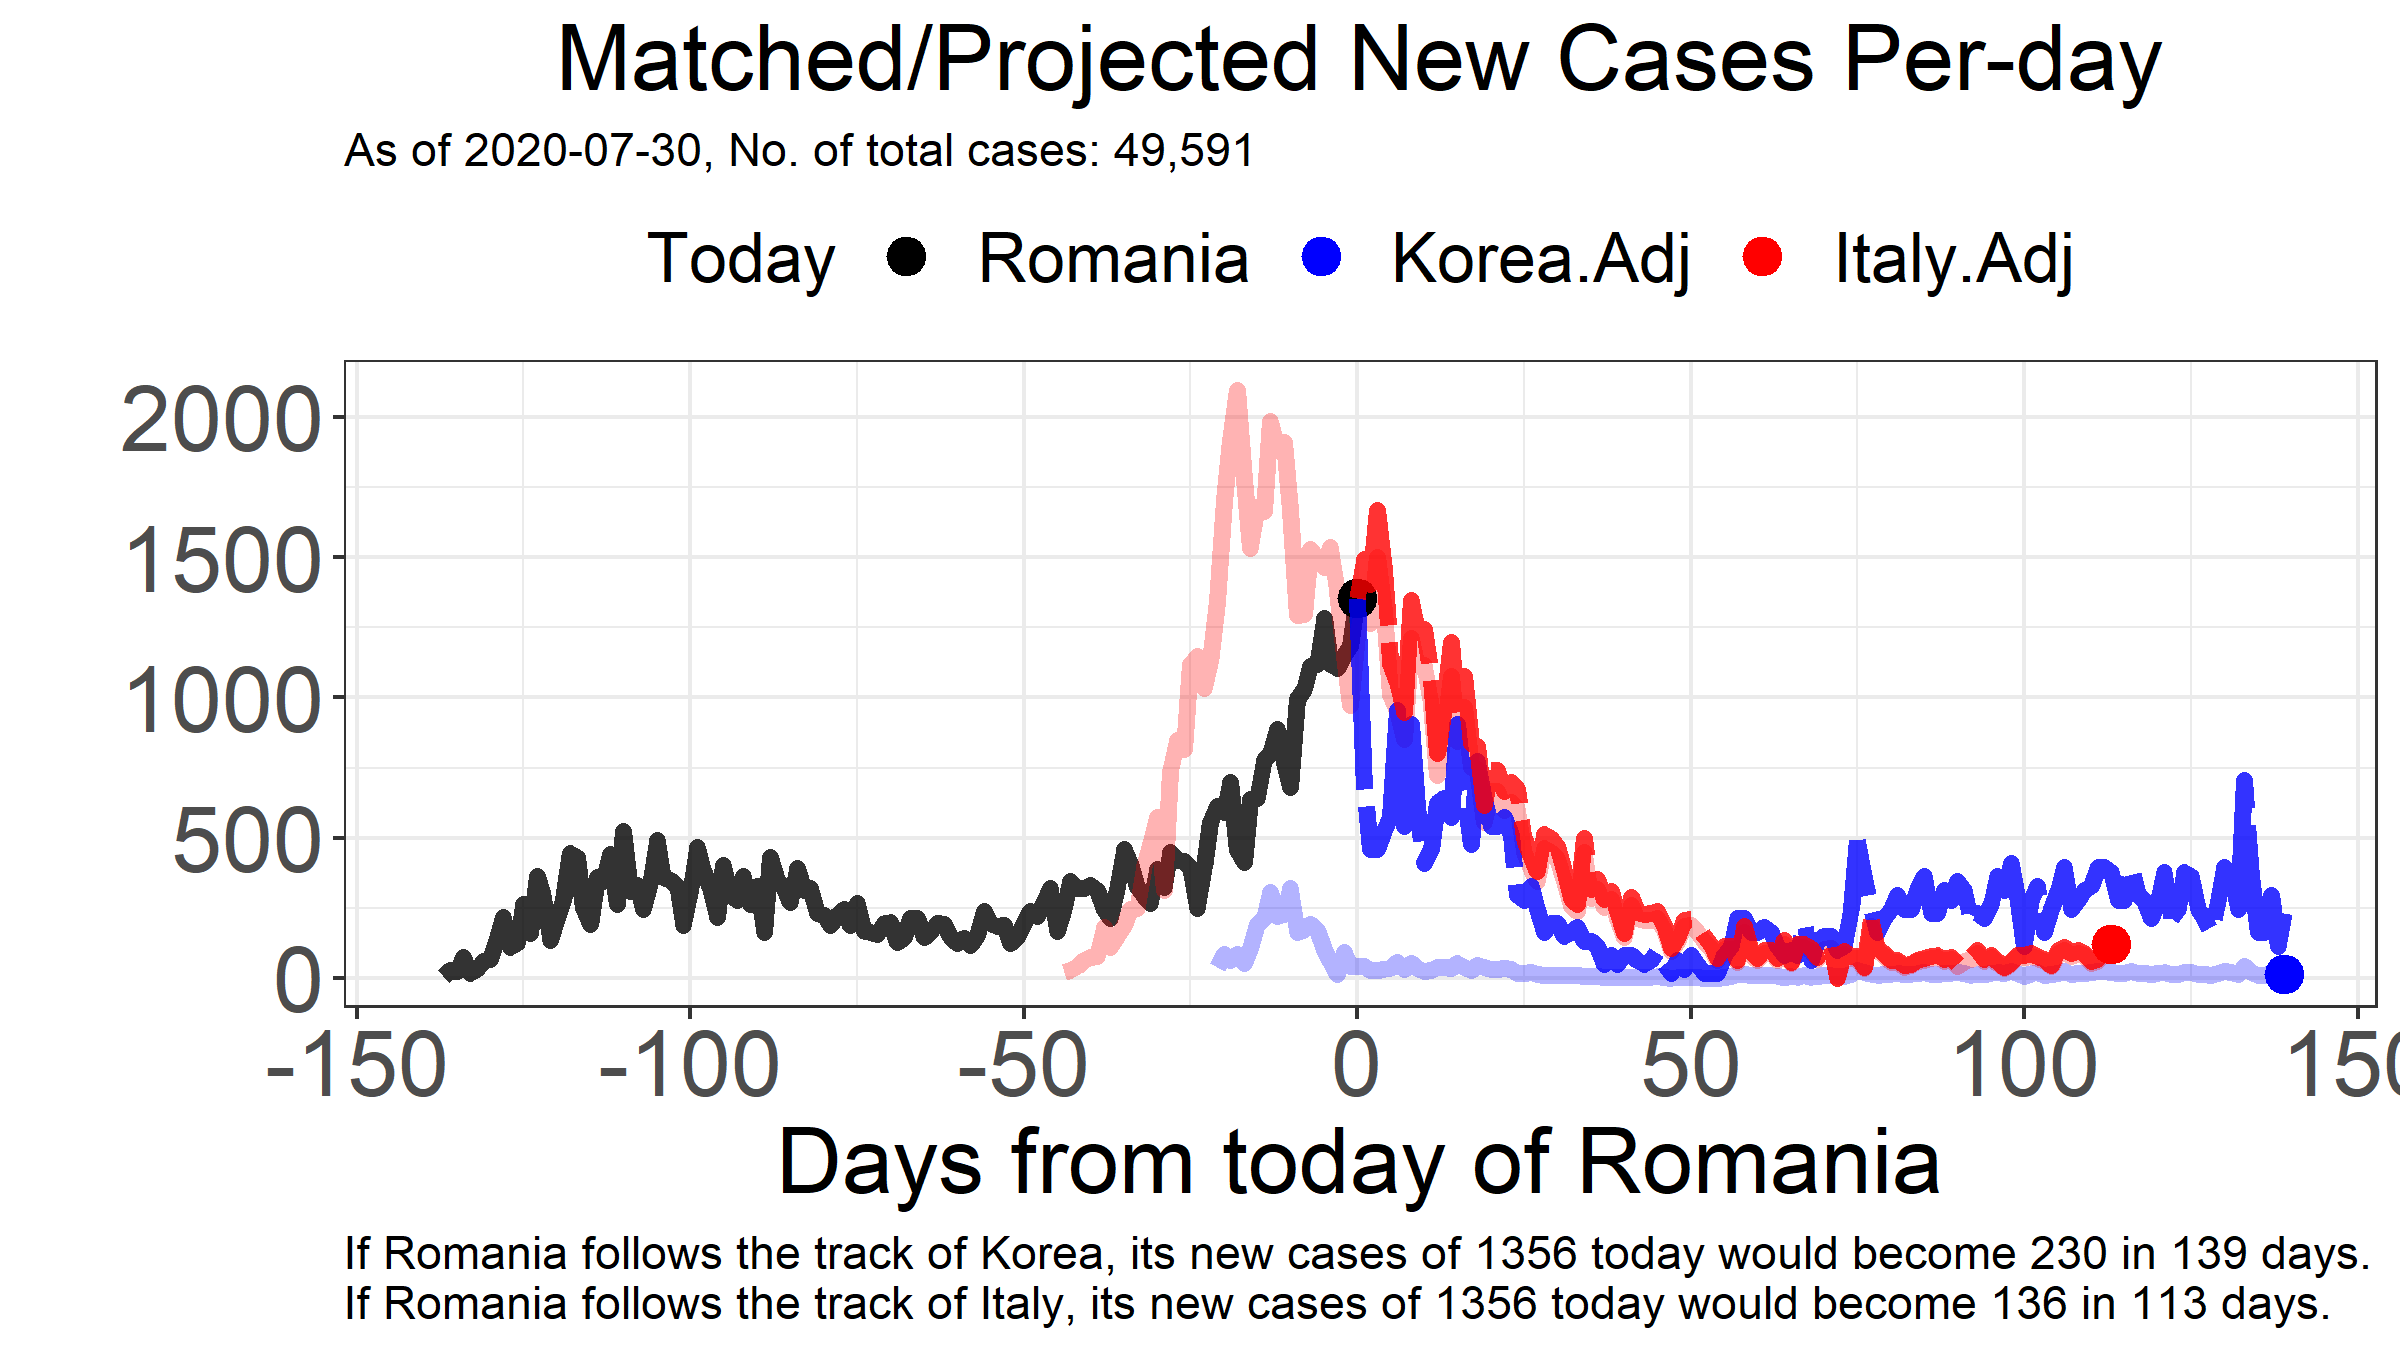 Matched/Projected New Cases Per-day
As of 2020-07-30, No. of total cases: 49,591
Today Romania Korea.Adj Italy.Adj
2000
1500
1000
500
0
-150 -100 -50 0 50 100 150
Days from today of Romania
If Romania follows the track of Korea, its new cases of 1356 today would become 230 in 139 days.
If Romania follows the track of Italy, its new cases of 1356 today would become 136 in 113 days.